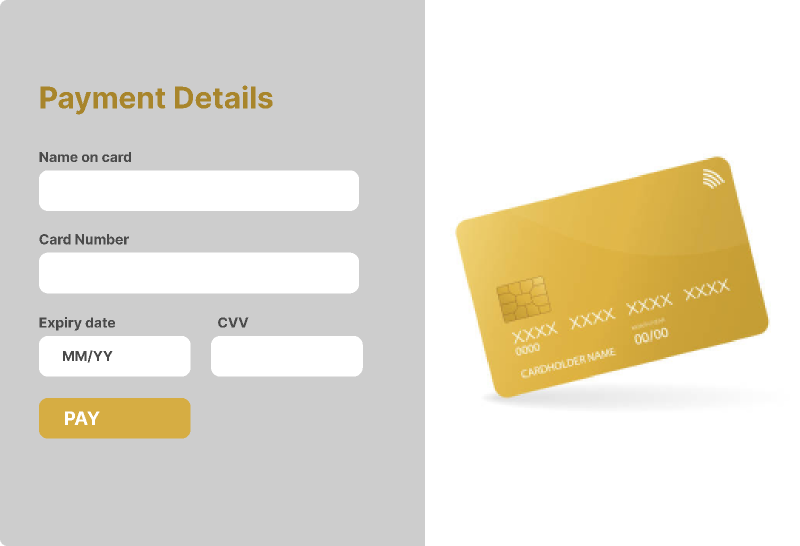 Payment Details
Name on card
Card Number
Expiry date
CVV
MM/YY
PAY
XXXX XXXX XXXX XXXX
0000
00/00
CARDHOLDER NAME